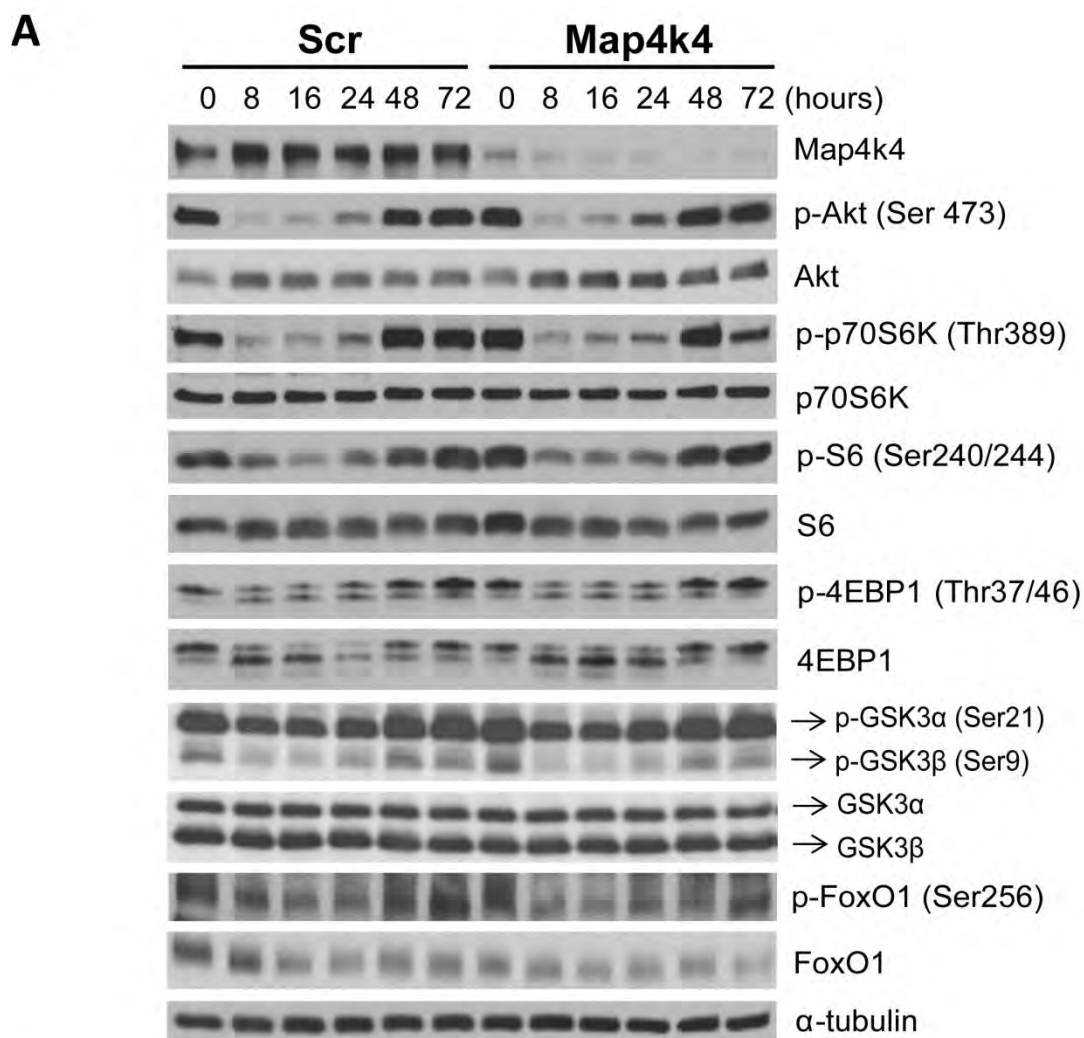 A
Scr Map4k4
0 8 16 24 48 72 0 8 16 24 48 72 (hours)
Map4k4
p-Akt (Ser 473)
Akt
p-p70S6K (Thr389)
p70S6K
p-S6 (Ser240/244)
S6
p-4EBP1 (Thr37/46)
4EBP1
→ p-GSK3α (Ser21)
→ p-GSK3β (Ser9)
→ GSK3α
→ GSK3β
p-FoxO1 (Ser256)
FoxO1
α-tubulin